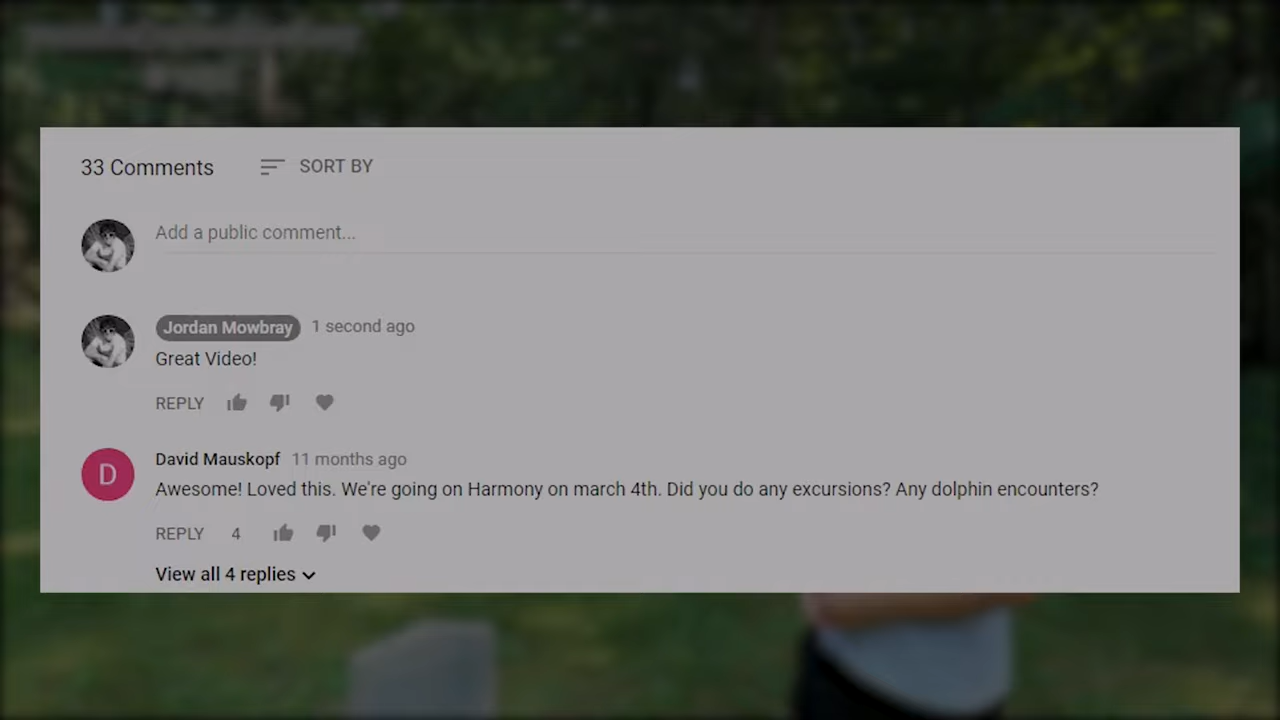 33 Comments
SORT BY
Add a public comment...
Jordan Mowbray 1 second ago
Great Video!
REPLY
D
David Mauskopf 11 months ago
Awesome! Loved this. We're going on Harmony on march 4th. Did you do any excursions? Any dolphin encounters?
REPLY 4
View all 4 replies